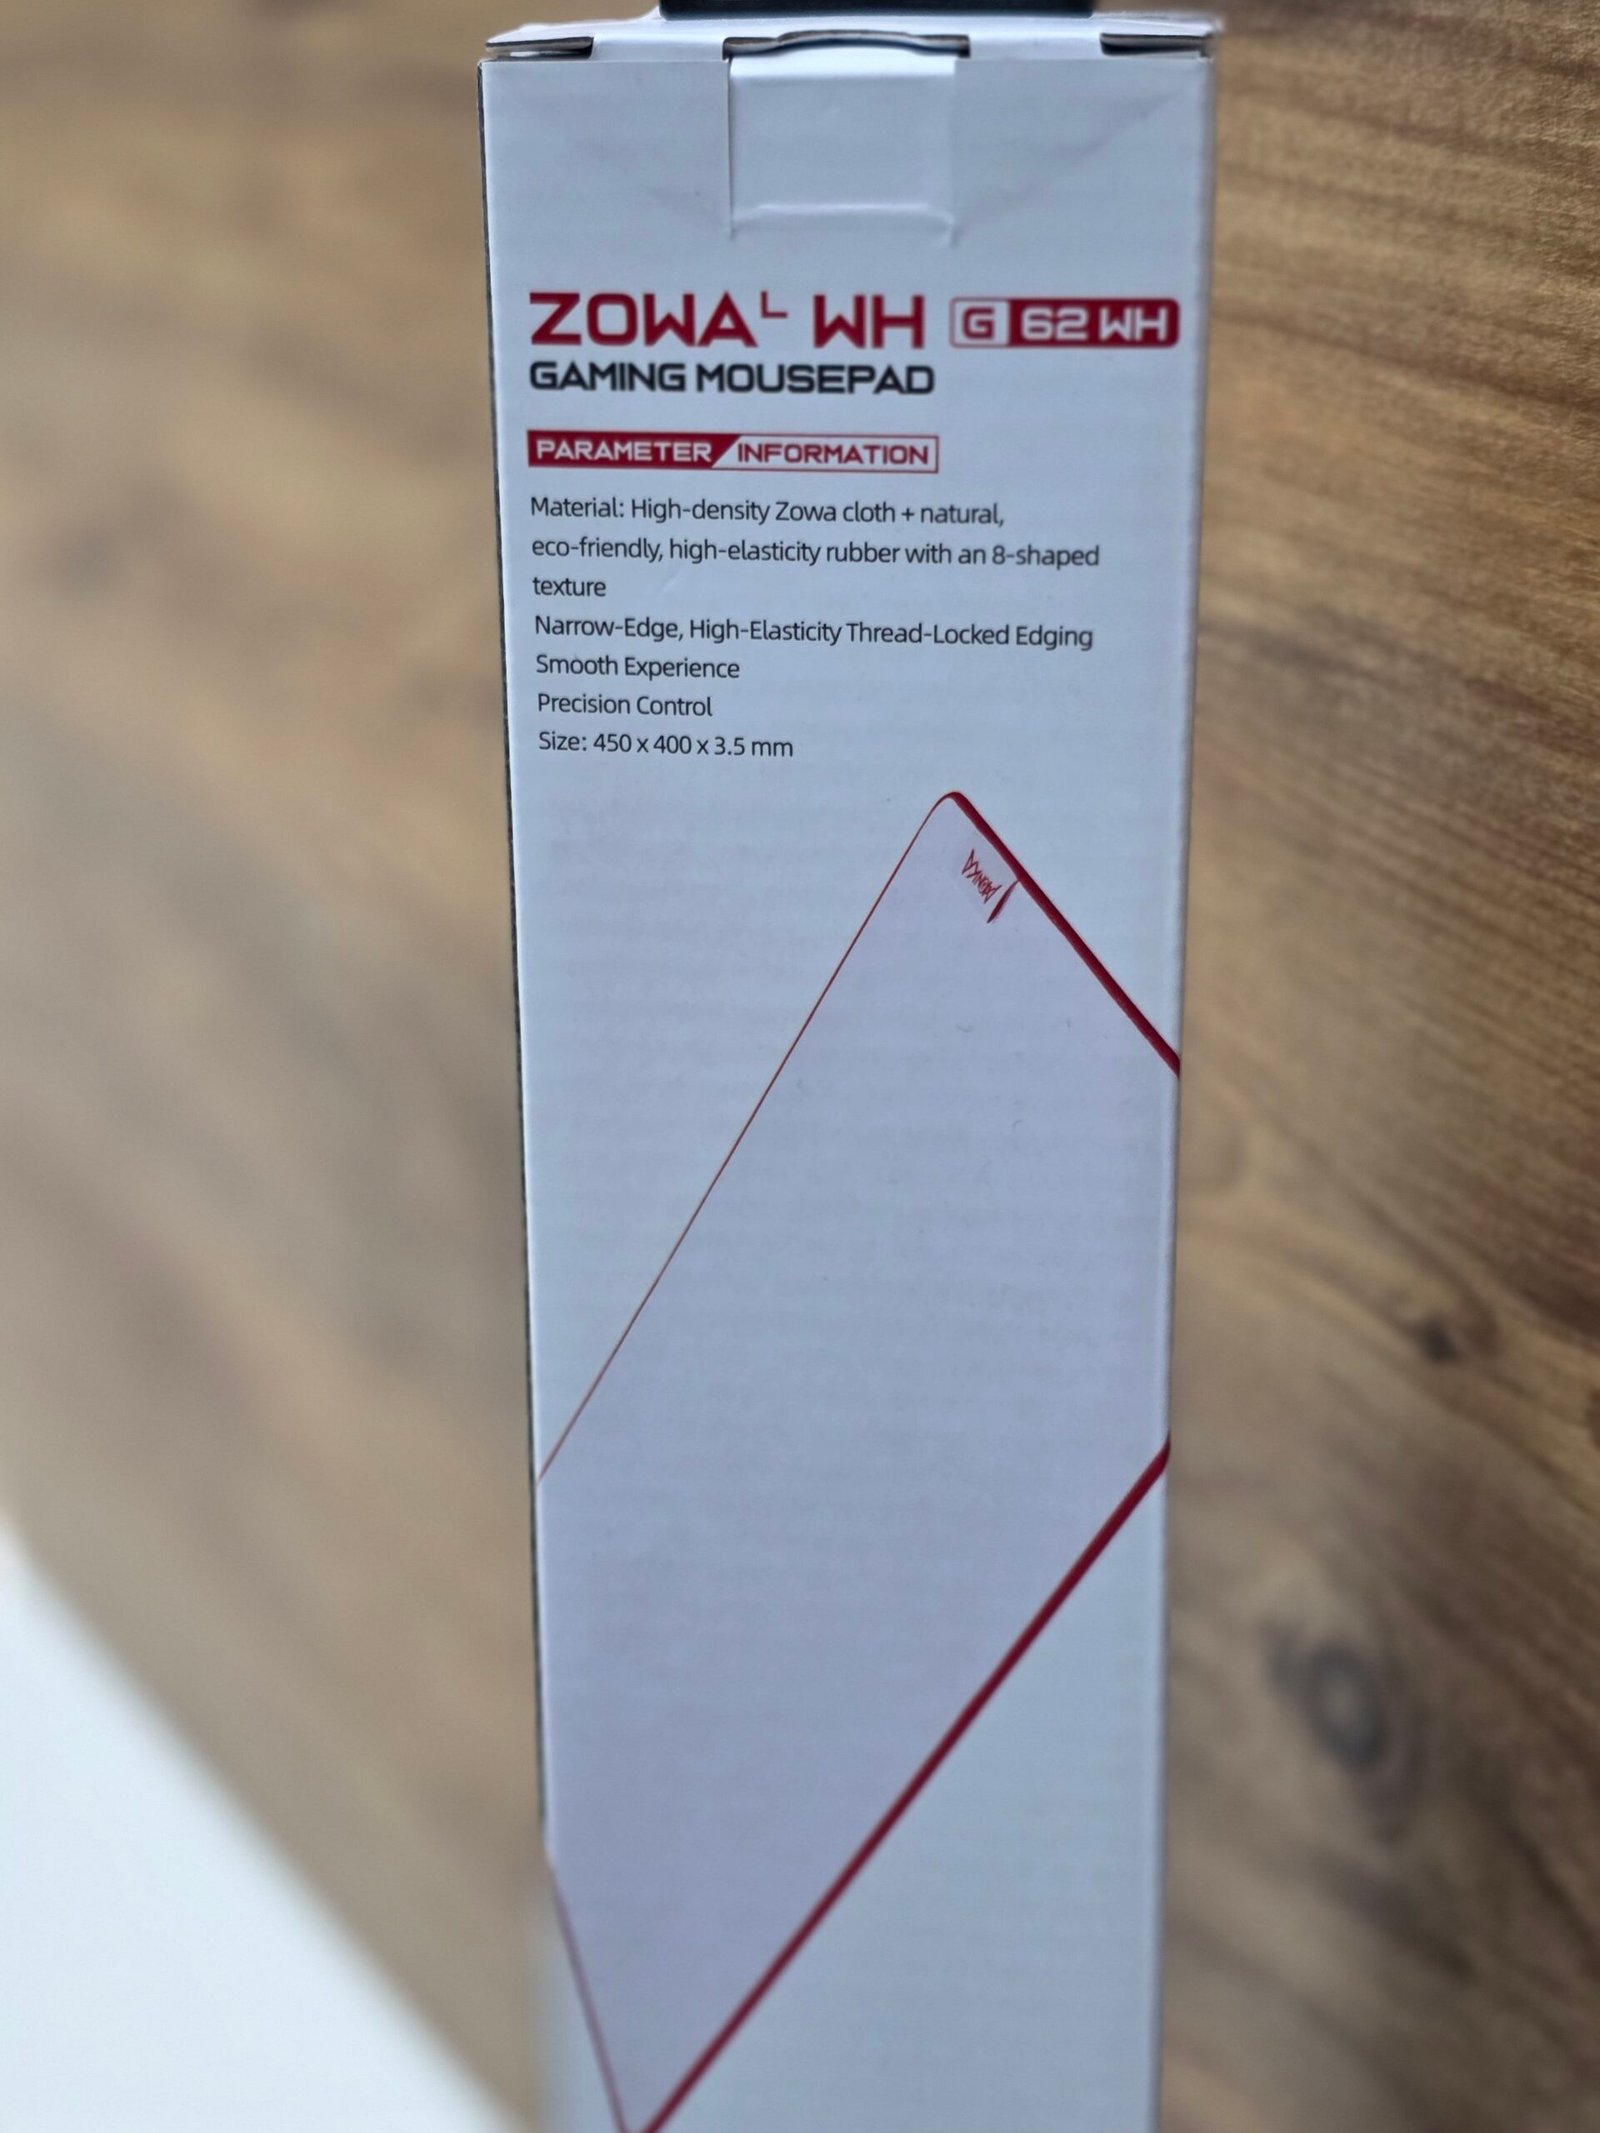 ZOWA L WH G 62 WH
GAMING MOUSEPAD
PARAMETER INFORMATION
Material: High-density Zowa cloth + natural,
eco-friendly, high-elasticity rubber with an 8-shaped
texture
Narrow-Edge, High-Elasticity Thread-Locked Edging
Smooth Experience
Precision Control
Size: 450 x 400 x 3.5 mm